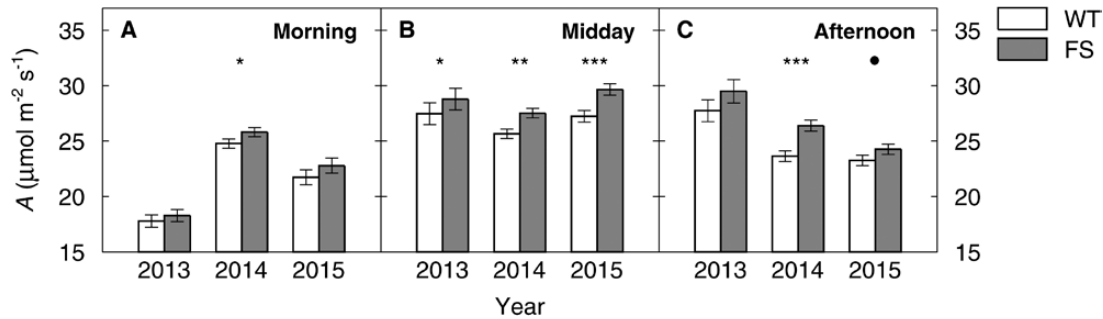 A Morning
B Midday
C Afternoon
WT
FS
* * ** *** *** •
35 30 25 20 15
A (μmol m⁻² s⁻¹)
35 30 25 20 15
2013 2014 2015 2013 2014 2015 2013 2014 2015
Year